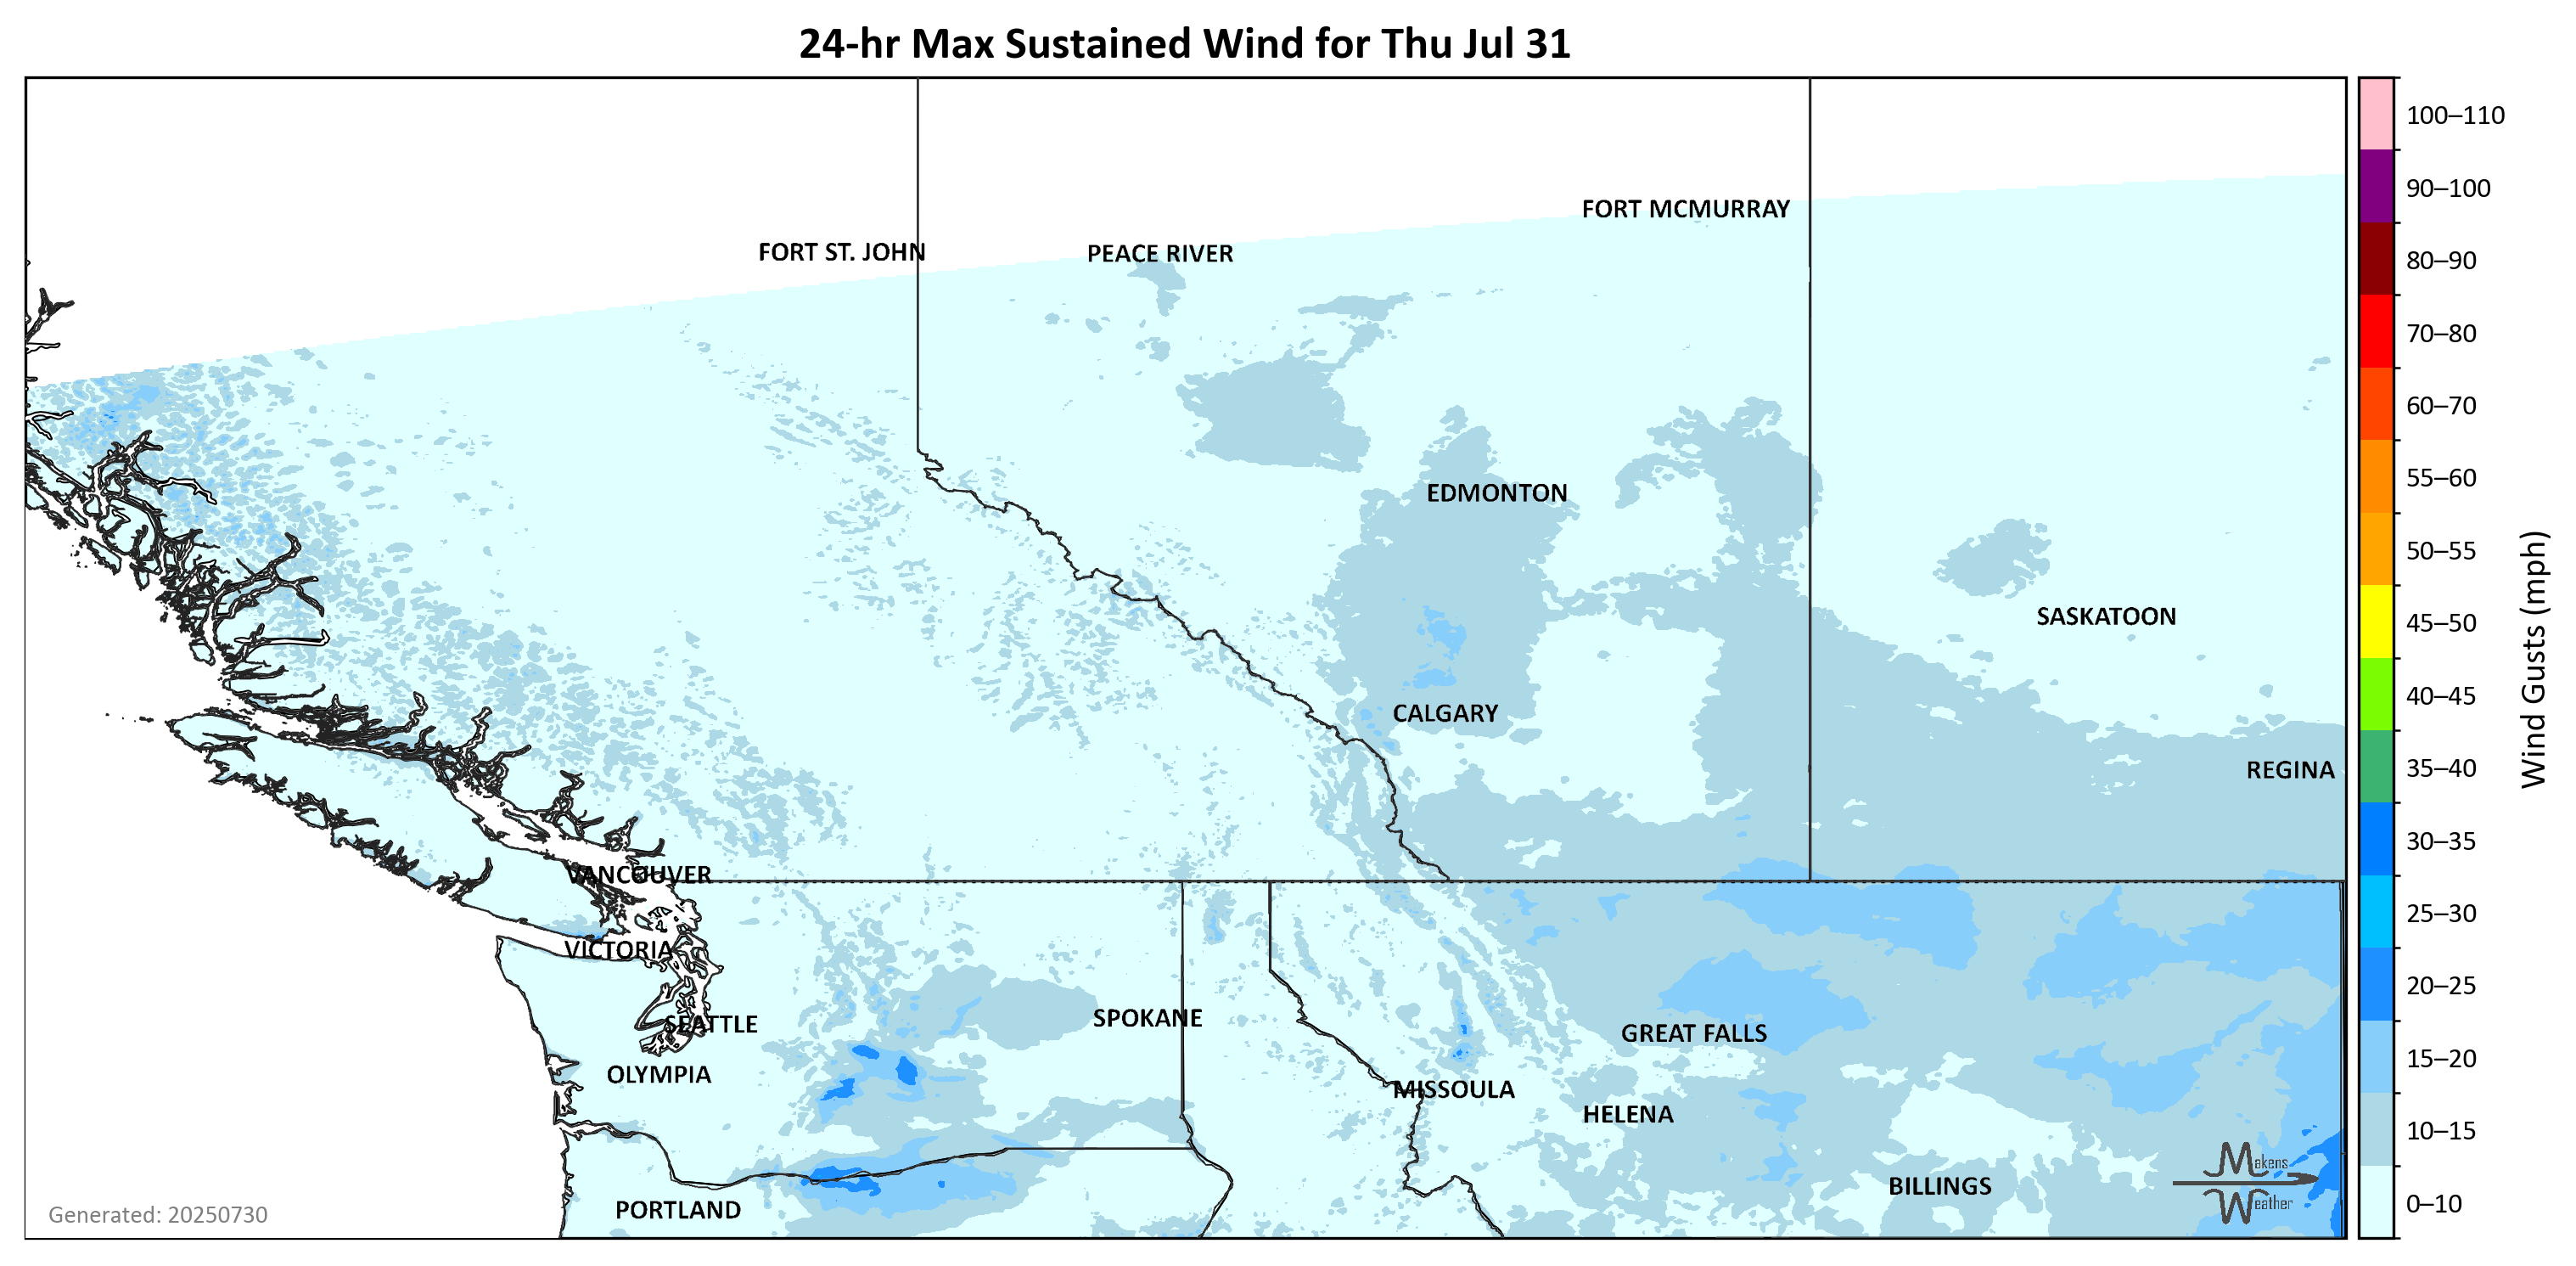 24-hr Max Sustained Wind for Thu Jul 31
100–110
90–100
80–90
70–80
60–70
55–60
50–55
45–50
40–45
35–40
30–35
25–30
20–25
15–20
10–15
0–10
Wind Gusts (mph)
FORT MCMURRAY
FORT ST. JOHN
PEACE RIVER
EDMONTON
SASKATOON
CALGARY
REGINA
VANCOUVER
VICTORIA
SEATTLE
SPOKANE
GREAT FALLS
OLYMPIA
MISSOULA
HELENA
BILLINGS
PORTLAND
Makens
Weather
Generated: 20250730